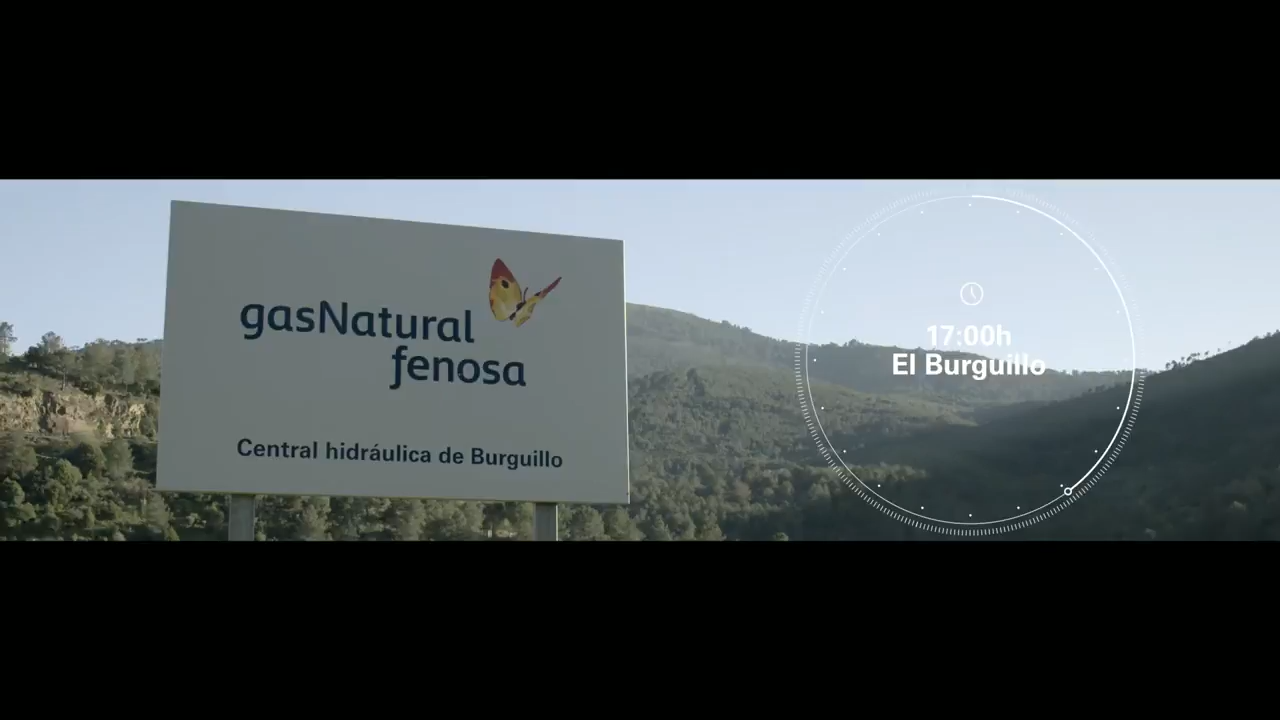 gasNatural
fenosa
Central hidráulica de Burguillo
17:00h
El Burguillo